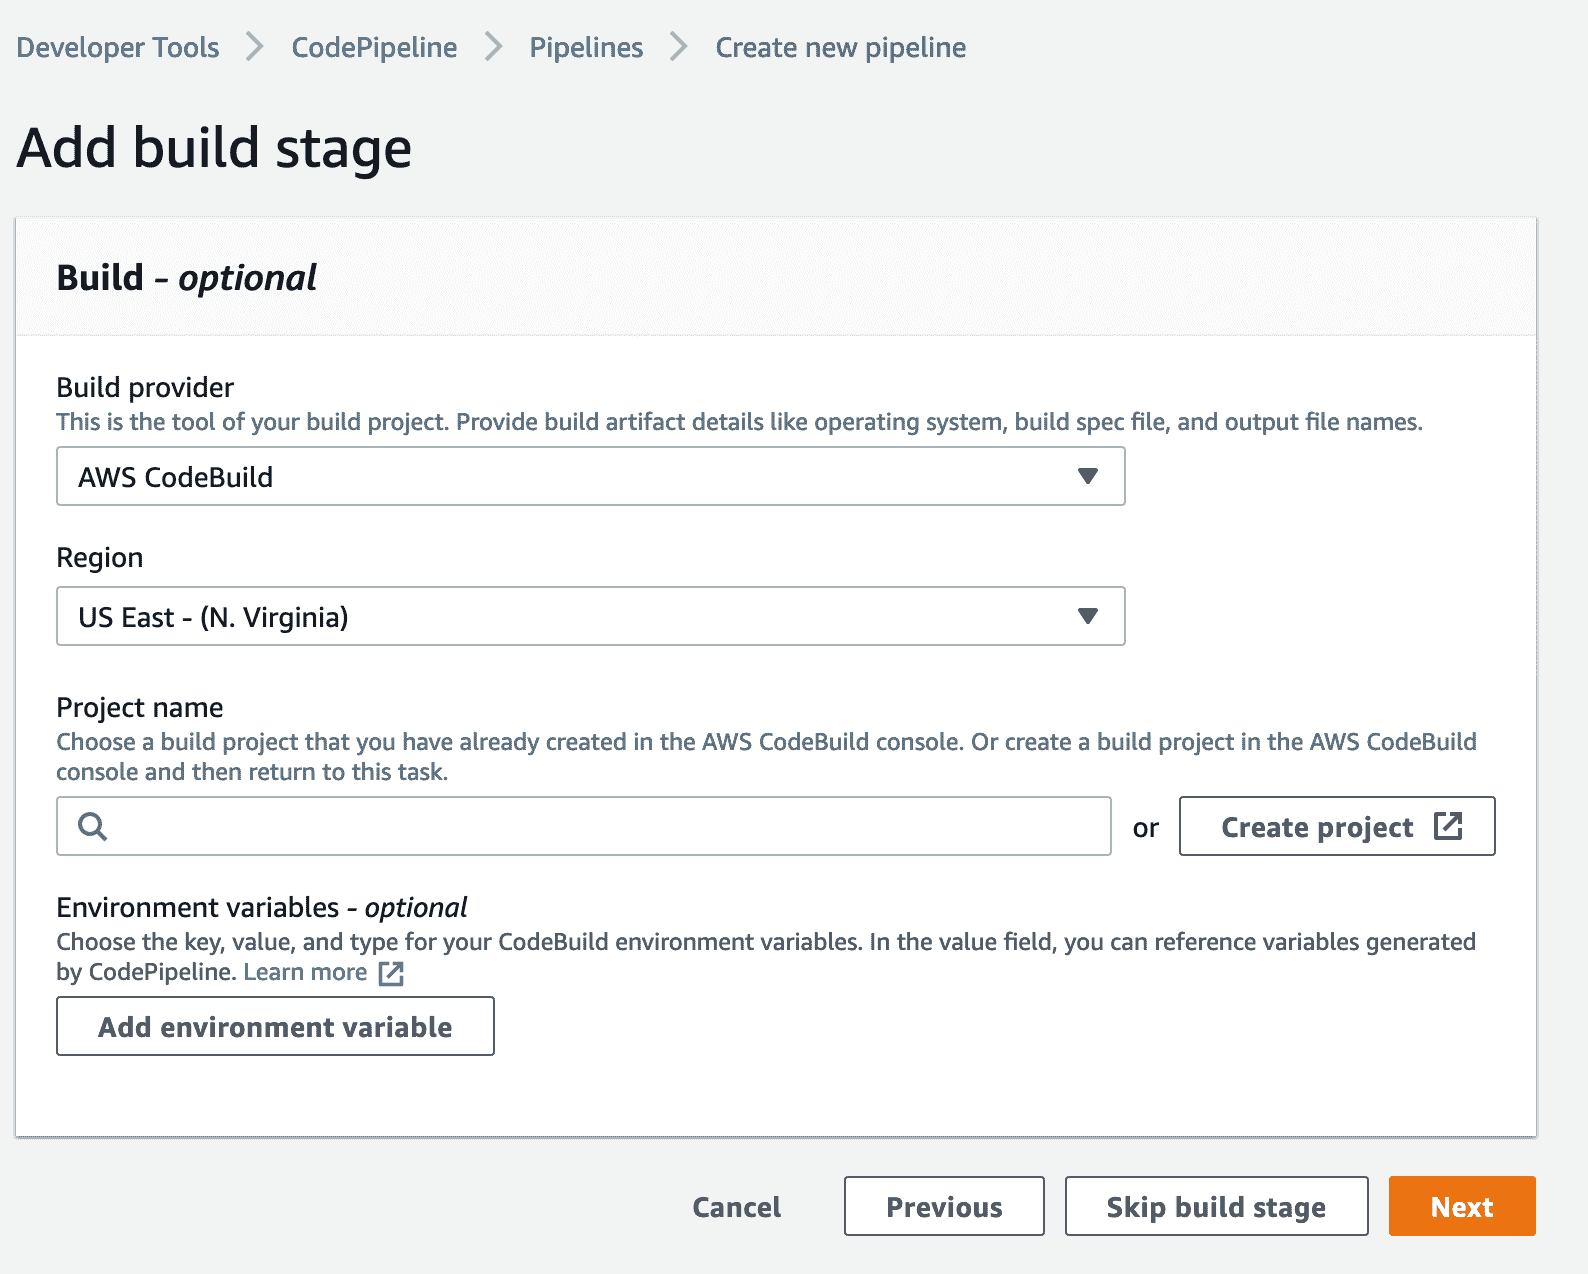 Developer Tools > CodePipeline > Pipelines > Create new pipeline
Add build stage
Build – optional
Build provider
This is the tool of your build project. Provide build artifact details like operating system, build spec file, and output file names.
AWS CodeBuild
Region
US East - (N. Virginia)
Project name
Choose a build project that you have already created in the AWS CodeBuild console. Or create a build project in the AWS CodeBuild
console and then return to this task.
or Create project
Environment variables - optional
Choose the key, value, and type for your CodeBuild environment variables. In the value field, you can reference variables generated
by CodePipeline. Learn more
Add environment variable
Cancel Previous Skip build stage Next